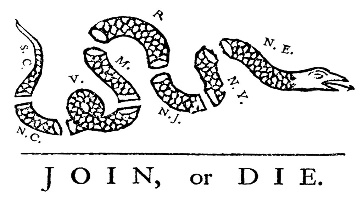 S. C.
N.C.
V.
M.
R
N.J.
N.Y.
N. E.
JOIN, or DIE.